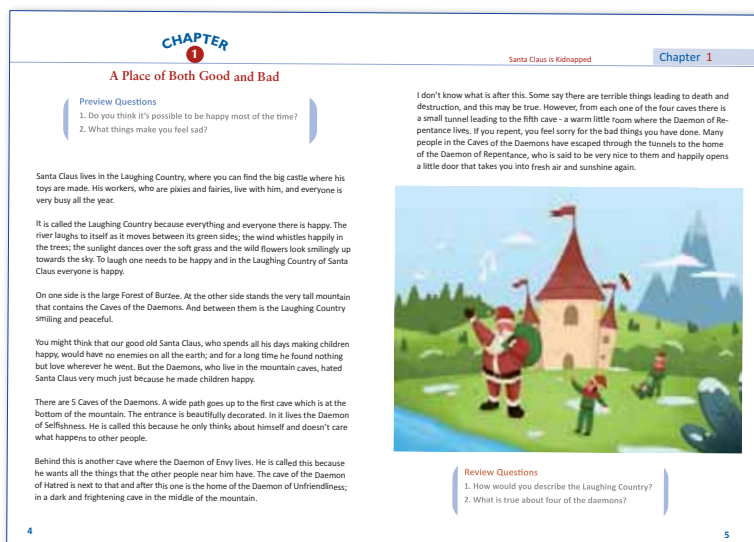 CHAPTER
1
A Place of Both Good and Bad
Preview Questions
1. Do you think it's possible to be happy most of the time?
2. What things make you feel sad?
Santa Claus lives in the Laughing Country, where you can find the big castle where his
toys are made. His workers, who are pixies and fairies, live with him, and everyone is
very busy all the year.
It is called the Laughing Country because everything and everyone there is happy. The
river laughs to itself as it moves between its green sides; the wind whistles happily in
the trees; the sunlight dances over the soft grass and the wild flowers look smilingly up
towards the sky. To laugh one needs to be happy and in the Laughing Country of Santa
Claus everyone is happy.
On one side is the large Forest of Burzee. At the other side stands the very tall mountain
that contains the Caves of the Daemons. And between them is the Laughing Country
smiling and peaceful.
You might think that our good old Santa Claus, who spends all his days making children
happy, would have no enemies on all the earth; and for a long time he found nothing
but love wherever he went. But the Daemons, who live in the mountain caves, hated
Santa Claus very much just because he made children happy.
There are 5 Caves of the Daemons. A wide path goes up to the first cave which is at the
bottom of the mountain. The entrance is beautifully decorated. In it lives the Daemon
of Selfishness. He is called this because he only thinks about himself and doesn't care
what happens to other people.
Behind this is another cave where the Daemon of Envy lives. He is called this because
he wants all the things that the other people near him have. The cave of the Daemon
of Hatred is next to that and after this one is the home of the Daemon of Unfriendliness;
in a dark and frightening cave in the middle of the mountain.
4
Santa Claus is Kidnapped
Chapter 1
I don't know what is after this. Some say there are terrible things leading to death and
destruction, and this may be true. However, from each one of the four caves there is
a small tunnel leading to the fifth cave - a warm little room where the Daemon of Re-
pentance lives. If you repent, you feel sorry for the bad things you have done. Many
people in the Caves of the Daemons have escaped through the tunnels to the home
of the Daemon of Repentance, who is said to be very nice to them and happily opens
a little door that takes you into fresh air and sunshine again.
Review Questions
1. How would you describe the Laughing Country?
2. What is true about four of the daemons?
5